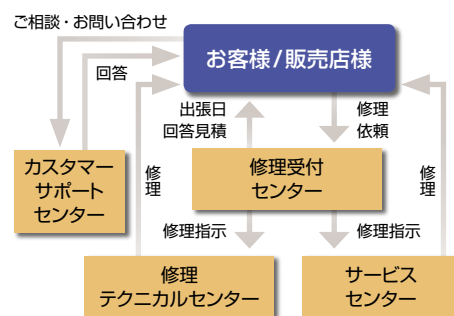 ご相談・お問い合わせ
お客様/販売店様
回答
出張日
回答見積
修理
依頼
カスタマー
サポート
センター
修理
修理受付
センター
修理
修理指示
修理指示
修理
テクニカルセンター
サービス
センター